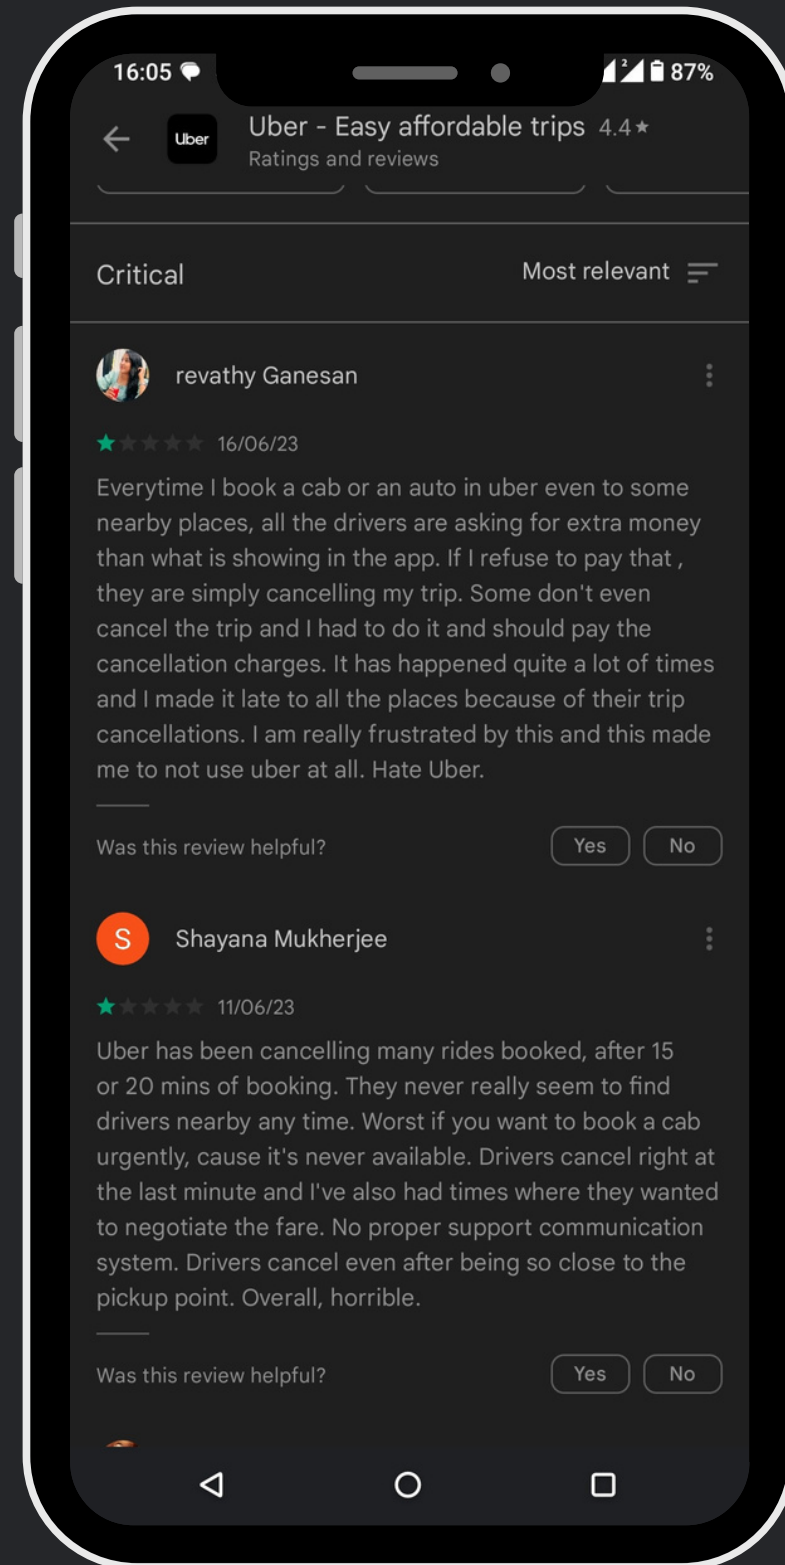 16:05
2
87%
Uber
Uber - Easy affordable trips 4.4★
Ratings and reviews
Critical
Most relevant
revathy Ganesan
16/06/23
Everytime I book a cab or an auto in uber even to some
nearby places, all the drivers are asking for extra money
than what is showing in the app. If I refuse to pay that ,
they are simply cancelling my trip. Some don't even
cancel the trip and I had to do it and should pay the
cancellation charges. It has happened quite a lot of times
and I made it late to all the places because of their trip
cancellations. I am really frustrated by this and this made
me to not use uber at all. Hate Uber.
Was this review helpful?
Yes
No
S
Shayana Mukherjee
11/06/23
Uber has been cancelling many rides booked, after 15
or 20 mins of booking. They never really seem to find
drivers nearby any time. Worst if you want to book a cab
urgently, cause it's never available. Drivers cancel right at
the last minute and I've also had times where they wanted
to negotiate the fare. No proper support communication
system. Drivers cancel even after being so close to the
pickup point. Overall, horrible.
Was this review helpful?
Yes
No